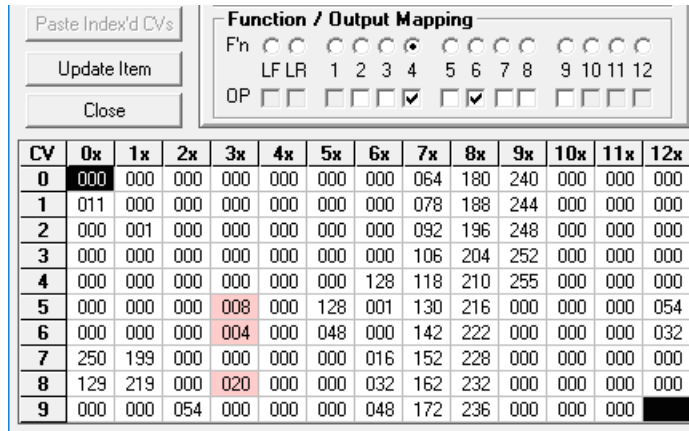 Paste Index'd CVs
Update Item
Close
Function / Output Mapping
F'n
LF LR 1 2 3 4 5 6 7 8 9 10 11 12
OP
CV 0x 1x 2x 3x 4x 5x 6x 7x 8x 9x 10x 11x 12x
0 000 000 000 000 000 000 000 064 180 240 000 000 000
1 011 000 000 000 000 000 000 078 188 244 000 000 000
2 000 001 000 000 000 000 000 092 196 248 000 000 000
3 000 000 000 000 000 000 000 106 204 252 000 000 000
4 000 000 000 000 000 000 128 118 210 255 000 000 000
5 000 000 000 008 000 128 001 130 216 000 000 000 054
6 000 000 000 004 000 048 000 142 222 000 000 000 032
7 250 199 000 000 000 000 016 152 228 000 000 000 000
8 129 219 000 020 000 000 032 162 232 000 000 000 000
9 000 000 054 000 000 000 048 172 236 000 000 000